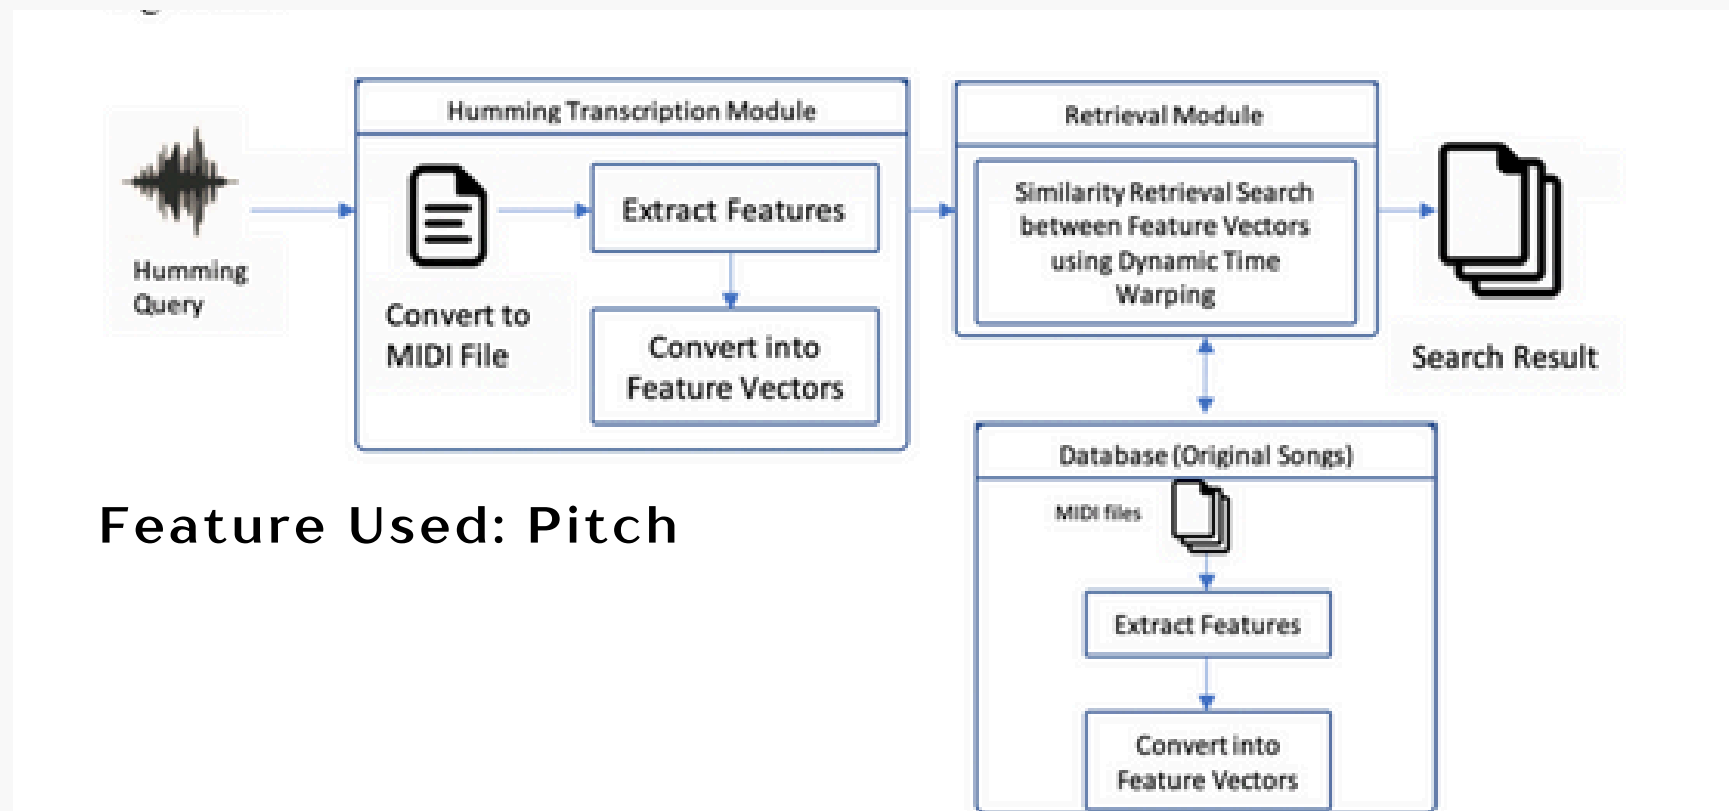 Humming Transcription Module
Humming
Query
Convert to
MIDI File
Extract Features
Convert into
Feature Vectors
Retrieval Module
Similarity Retrieval Search
between Feature Vectors
using Dynamic Time
Warping
Search Result
Database (Original Songs)
MIDI files
Extract Features
Convert into
Feature Vectors
Feature Used: Pitch